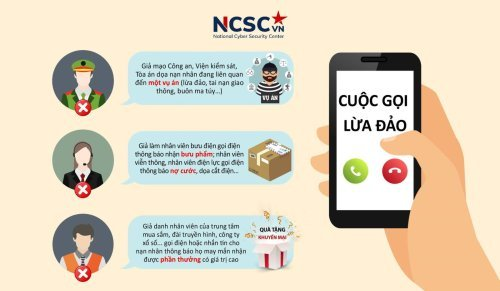 NCSC VN
National Cyber Security Center
Giả mạo Công an, Viện kiểm sát,
Tòa án dọa nạn nhân đang liên quan
đến một vụ án (lừa đảo, tai nạn giao
thông, buôn ma túy...)
VỤ ÁN
Giả làm nhân viên bưu điện gọi điện
thông báo nhận bưu phẩm; nhân viên
viễn thông, nhân viên điện lực gọi điện
thông báo nợ cước, dọa cắt điện...
Giả danh nhân viên của trung tâm
mua sắm, đài truyền hình, công ty
xổ số... gọi điện hoặc nhắn tin cho
nạn nhân thông báo họ may mắn nhận
được phần thưởng có giá trị cao
QUÀ TẶNG
KHUYẾN MẠI
CUỘC GỌI
LỪA ĐẢO